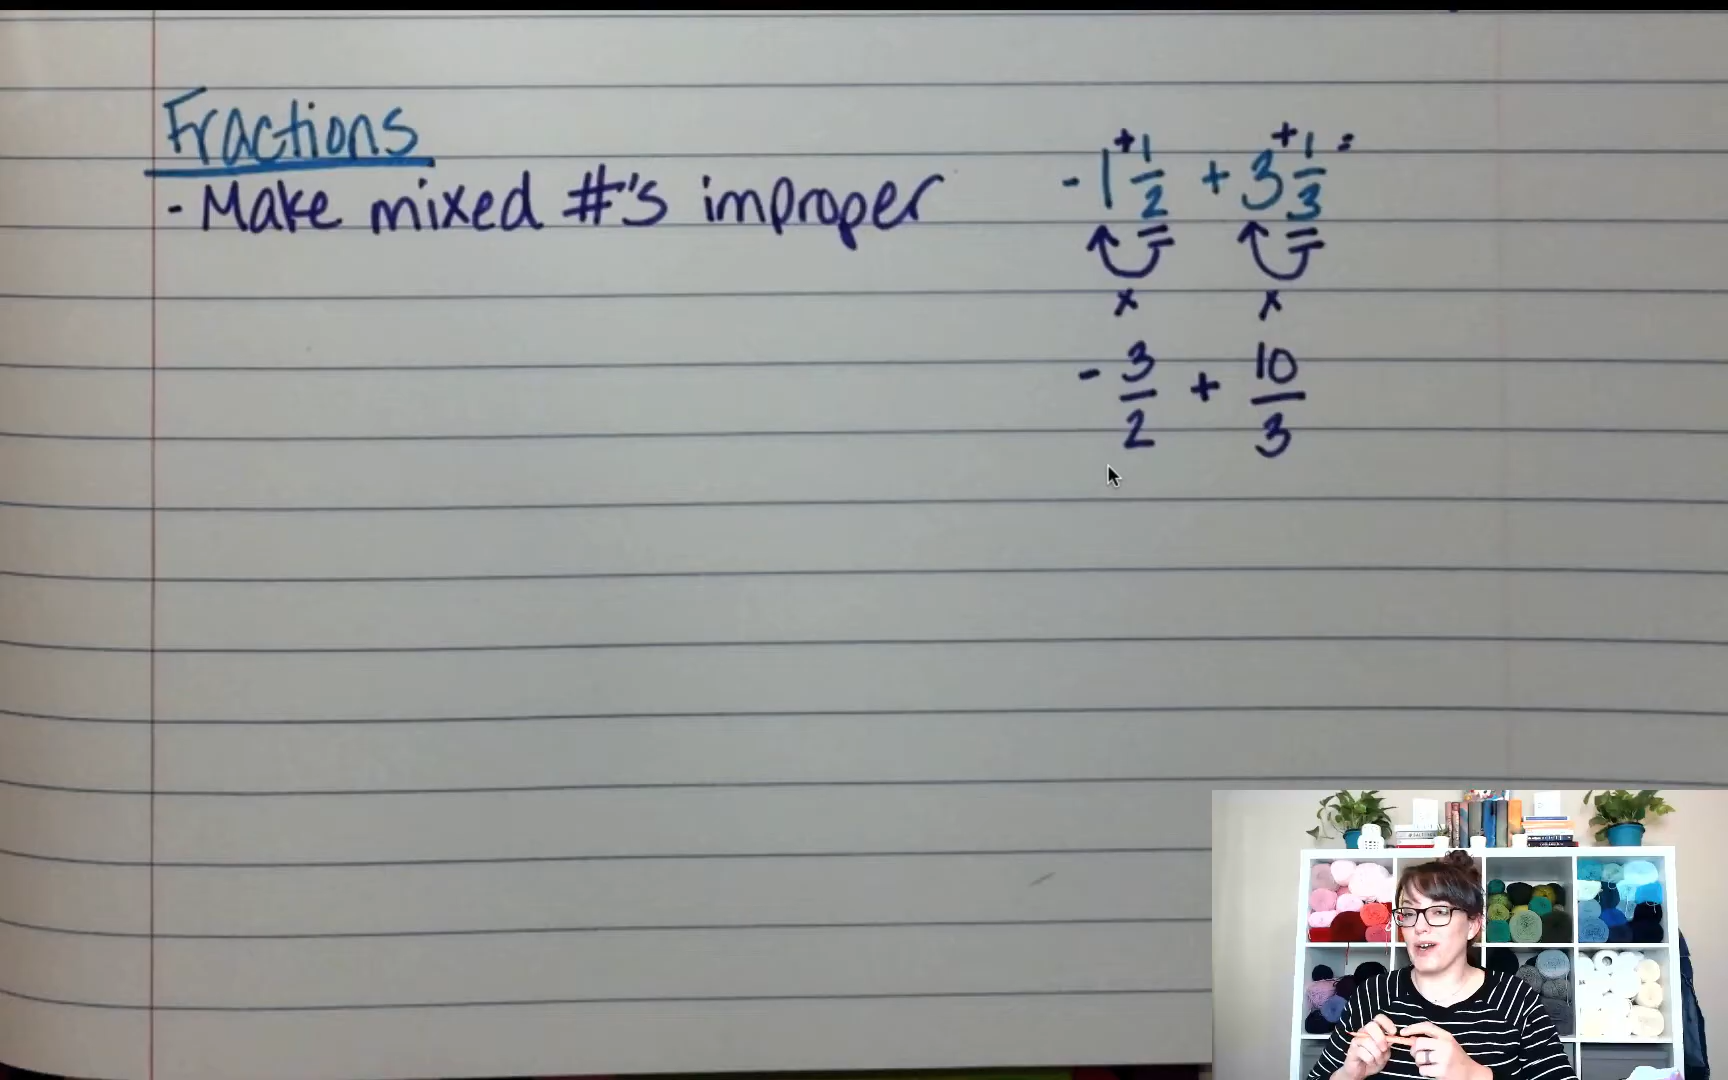 Fractions
- Make mixed #'s improper
- 1 + 1/2 + 3 + 1/3 =
x x
- 3/2 + 10/3